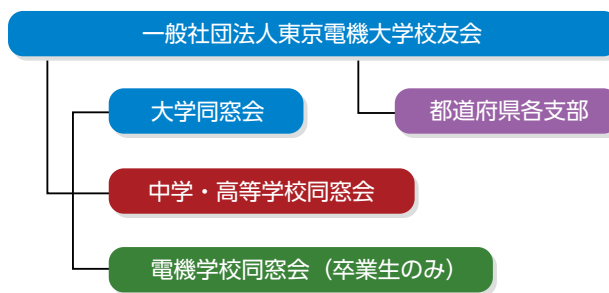 一般社団法人東京電機大学校友会
大学同窓会
都道府県各支部
中学・高等学校同窓会
電機学校同窓会（卒業生のみ）